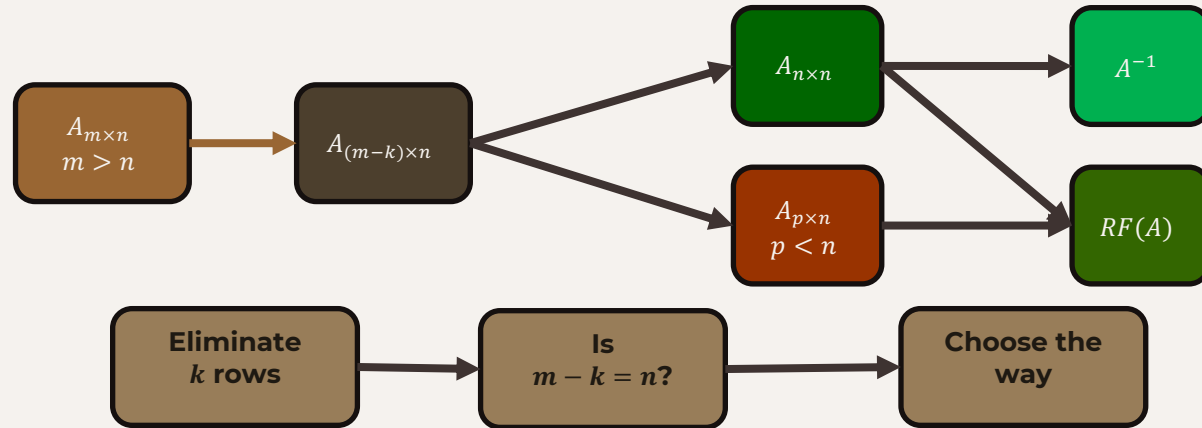 A_{m×n}
m > n
A_{(m−k)×n}
A_{n×n}
A^{−1}
A_{p×n}
p < n
RF(A)
Eliminate
k rows
Is
m − k = n?
Choose the
way